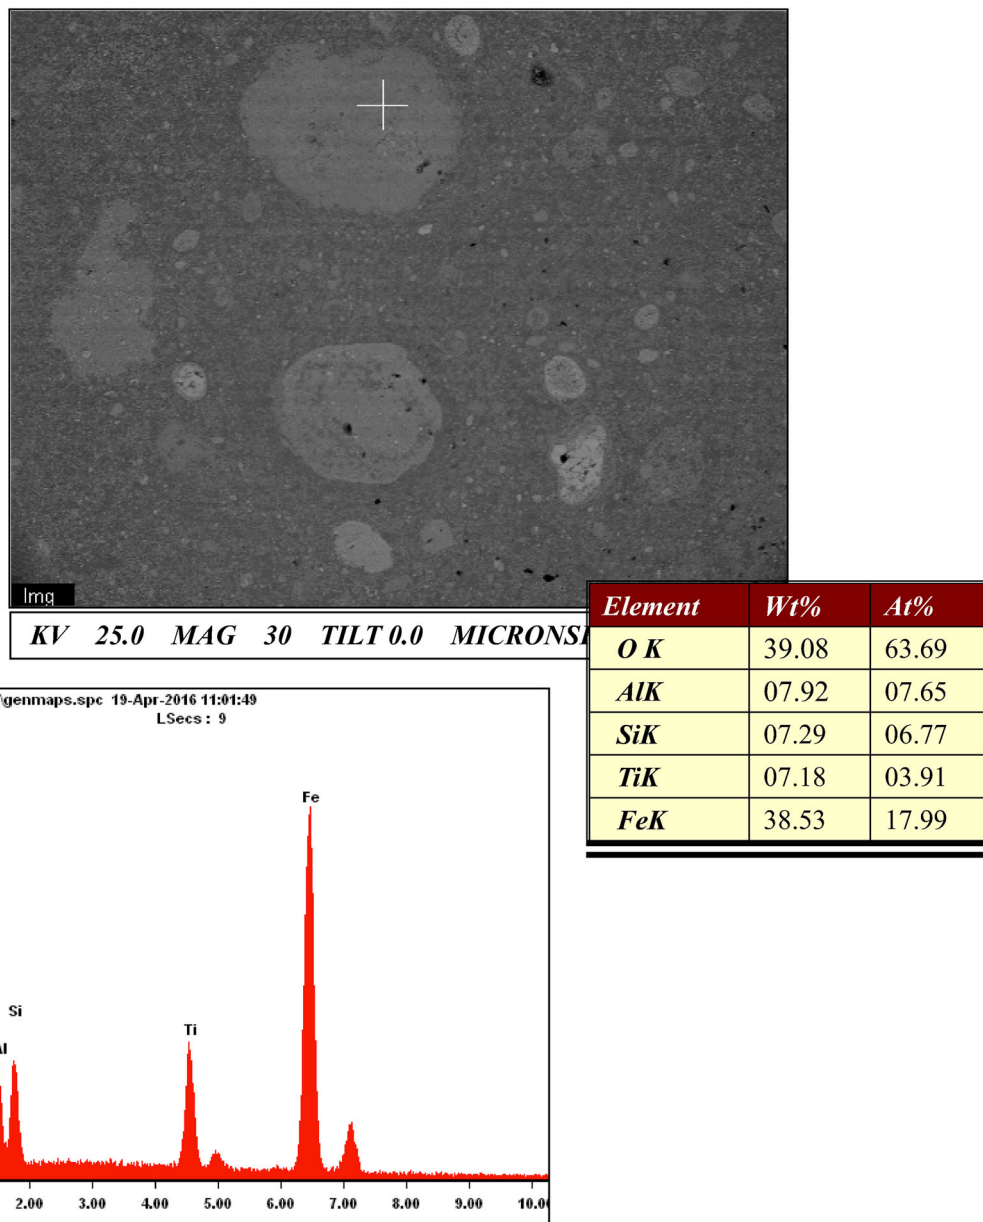 Img
KV 25.0 MAG 30 TILT 0.0
Element Wt% At%
O K 39.08 63.69
AlK 07.92 07.65
SiK 07.29 06.77
TiK 07.18 03.91
FeK 38.53 17.99
\genmaps.spc 19-Apr-2016 11:01:49
LSecs : 9
Fe
Si
Ti
2.00 3.00 4.00 5.00 6.00 7.00 8.00 9.00